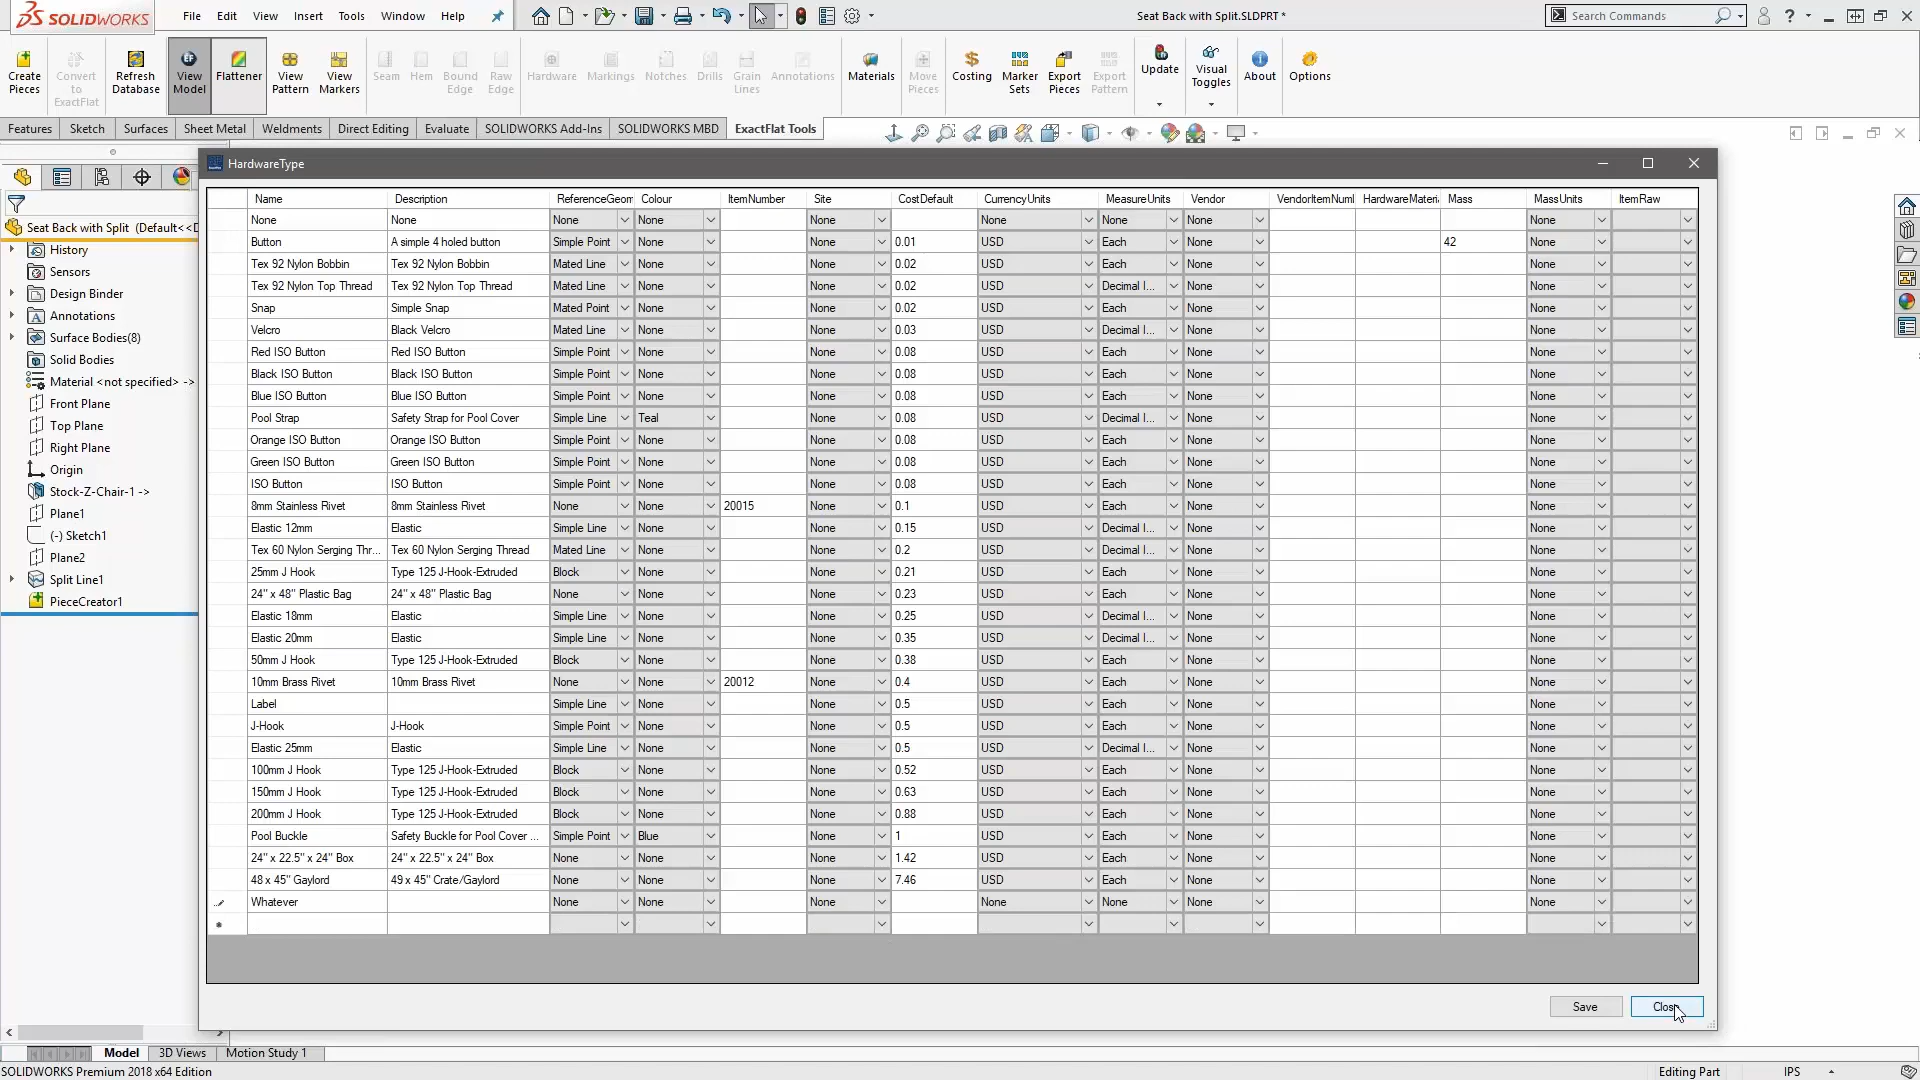 SOLIDWORKS File Edit View Insert Tools Window Help Seat Back with Split.SLDPRT * Search Commands ?
Create Pieces Convert to ExactFlat Refresh Database View Model Flattener View Pattern View Markers Seam Hem Bound Edge Raw Edge Hardware Markings Notches Drills Grain Lines Annotations Materials Move Pieces Costing Marker Sets Export Pieces Export Pattern Update Visual Toggles About Options
Features Sketch Surfaces Sheet Metal Weldments Direct Editing Evaluate SOLIDWORKS Add-Ins SOLIDWORKS MBD ExactFlat Tools
Seat Back with Split (Default<<D
History
Sensors
Design Binder
Annotations
Surface Bodies(8)
Solid Bodies
Material <not specified> ->
Front Plane
Top Plane
Right Plane
Origin
Stock-Z-Chair-1 ->
Plane1
(-) Sketch1
Plane2
Split Line1
PieceCreator1
HardwareType
Name Description ReferenceGeom Colour ItemNumber Site CostDefault CurrencyUnits MeasureUnits Vendor VendorItemNuml HardwareMateri Mass MassUnits ItemRaw
None None None None None None None None None
Button A simple 4 holed button Simple Point None None 0.01 USD Each None 42 None
Tex 92 Nylon Bobbin Tex 92 Nylon Bobbin Mated Line None None 0.02 USD Each None None
Tex 92 Nylon Top Thread Tex 92 Nylon Top Thread Mated Line None None 0.02 USD Decimal I... None None
Snap Simple Snap Mated Point None None 0.02 USD Each None None
Velcro Black Velcro Mated Line None None 0.03 USD Decimal I... None None
Red ISO Button Red ISO Button Simple Point None None 0.08 USD Each None None
Black ISO Button Black ISO Button Simple Point None None 0.08 USD Each None None
Blue ISO Button Blue ISO Button Simple Point None None 0.08 USD Each None None
Pool Strap Safety Strap for Pool Cover Simple Line Teal None 0.08 USD Decimal I... None None
Orange ISO Button Orange ISO Button Simple Point None None 0.08 USD Each None None
Green ISO Button Green ISO Button Simple Point None None 0.08 USD Each None None
ISO Button ISO Button Simple Point None None 0.08 USD Each None None
8mm Stainless Rivet 8mm Stainless Rivet None None 20015 None 0.1 USD Each None None
Elastic 12mm Elastic Simple Line None None 0.15 USD Decimal I... None None
Tex 60 Nylon Serging Thr... Tex 60 Nylon Serging Thread Mated Line None None 0.2 USD Decimal I... None None
25mm J Hook Type 125 J-Hook-Extruded Block None None 0.21 USD Each None None
24" x 48" Plastic Bag 24" x 48" Plastic Bag None None None 0.23 USD Each None None
Elastic 18mm Elastic Simple Line None None 0.25 USD Decimal I... None None
Elastic 20mm Elastic Simple Line None None 0.35 USD Decimal I... None None
50mm J Hook Type 125 J-Hook-Extruded Block None None 0.38 USD Each None None
10mm Brass Rivet 10mm Brass Rivet None None 20012 None 0.4 USD Each None None
Label Simple Line None None 0.5 USD Each None None
J-Hook J-Hook Simple Point None None 0.5 USD Each None None
Elastic 25mm Elastic Simple Line None None 0.5 USD Decimal I... None None
100mm J Hook Type 125 J-Hook-Extruded Block None None 0.52 USD Each None None
150mm J Hook Type 125 J-Hook-Extruded Block None None 0.63 USD Each None None
200mm J Hook Type 125 J-Hook-Extruded Block None None 0.88 USD Each None None
Pool Buckle Safety Buckle for Pool Cover ... Simple Point Blue None 1 USD Each None None
24" x 22.5" x 24" Box 24" x 22.5" x 24" Box None None None 1.42 USD Each None None
48 x 45" Gaylord 49 x 45" Crate/Gaylord None None None 7.46 USD Each None None
Whatever None None None None None None None
Save Close
Model 3D Views Motion Study 1
SOLIDWORKS Premium 2018 x64 Edition Editing Part IPS